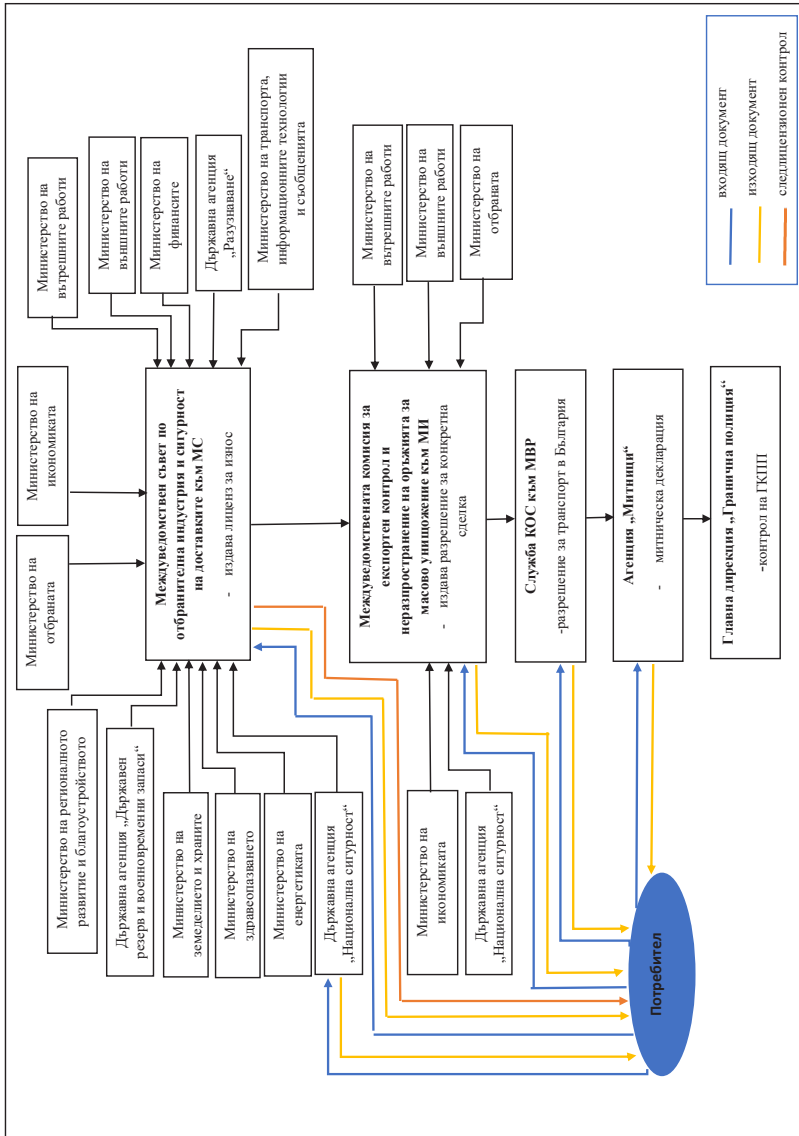 Министерство на
отбраната
Министерство на
икономиката
Министерство на
вътрешните работи
Министерство на
външните работи
Министерство на
финансите
Държавна агенция
„Разузнаване“
Министерство на транспорта,
информационните технологии
и съобщенията
Министерство на регионалното
развитие и благоустройството
Държавна агенция „Държавен
резерв и военновременни запаси“
Министерство на
земеделието и храните
Министерство на
здравеопазването
Министерство на
енергетиката
Държавна агенция
„Национална сигурност“
Междуведомствен съвет по
отбранителна индустрия и сигурност
на доставките към МС
- издава лиценз за износ
Министерство на
вътрешните работи
Министерство на
външните работи
Министерство на
отбраната
Министерство на
икономиката
Държавна агенция
„Национална сигурност“
Междуведомствената комисия за
експортен контрол и
неразпространение на оръжията за
масово унищожение към МИ
- издава разрешение за конкретна
сделка
Служба КОС към МВР
-разрешение за транспорт в България
Агенция „Митници“
- митническа декларация
Главна дирекция „Гранична полиция“
-контрол на ГКПП
Потребител
входящ документ
изходящ документ
следлицензионен контрол